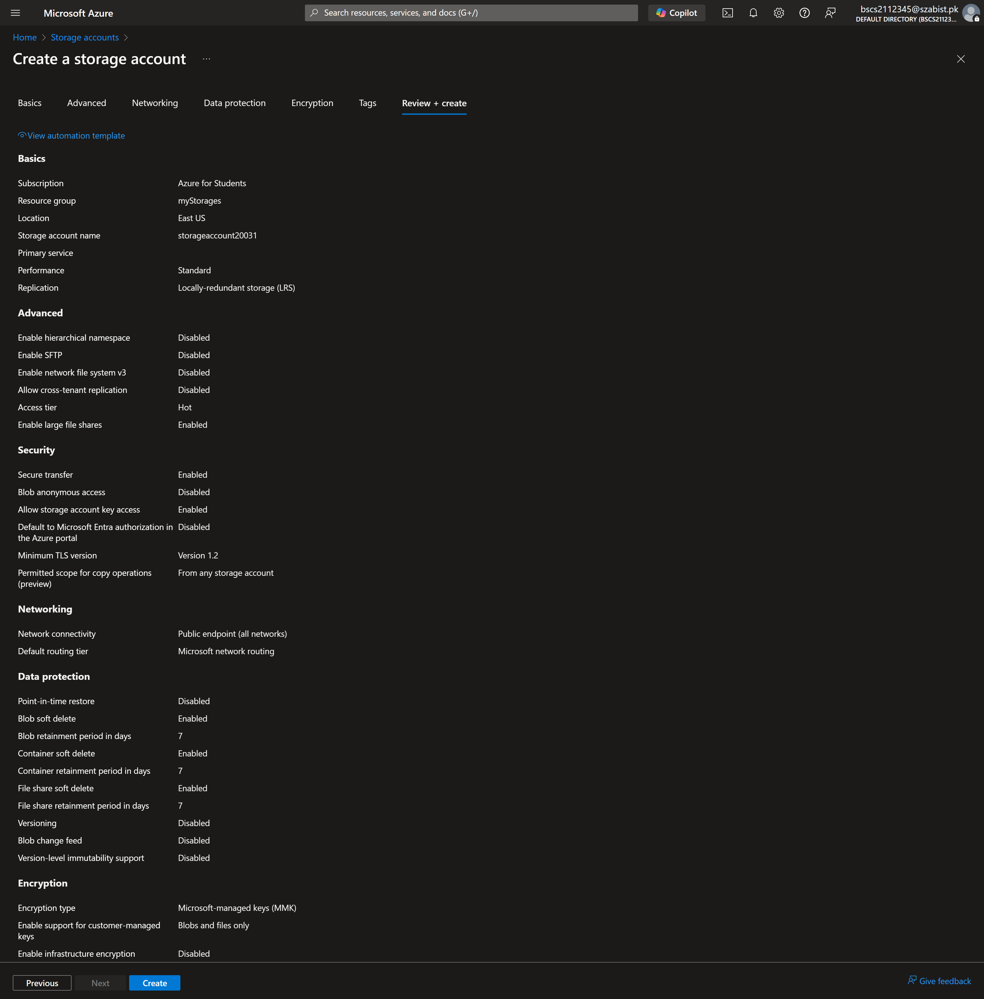 Microsoft Azure
Search resources, services, and docs (G+/)
Copilot
bscs2112345@szabist.pk
DEFAULT DIRECTORY (BSCS21123...
Home > Storage accounts >
Create a storage account ...
Basics Advanced Networking Data protection Encryption Tags Review + create
View automation template
Basics
Subscription Azure for Students
Resource group myStorages
Location East US
Storage account name storageaccount20031
Primary service
Performance Standard
Replication Locally-redundant storage (LRS)
Advanced
Enable hierarchical namespace Disabled
Enable SFTP Disabled
Enable network file system v3 Disabled
Allow cross-tenant replication Disabled
Access tier Hot
Enable large file shares Enabled
Security
Secure transfer Enabled
Blob anonymous access Disabled
Allow storage account key access Enabled
Default to Microsoft Entra authorization in Disabled
the Azure portal
Minimum TLS version Version 1.2
Permitted scope for copy operations From any storage account
(preview)
Networking
Network connectivity Public endpoint (all networks)
Default routing tier Microsoft network routing
Data protection
Point-in-time restore Disabled
Blob soft delete Enabled
Blob retainment period in days 7
Container soft delete Enabled
Container retainment period in days 7
File share soft delete Enabled
File share retainment period in days 7
Versioning Disabled
Blob change feed Disabled
Version-level immutability support Disabled
Encryption
Encryption type Microsoft-managed keys (MMK)
Enable support for customer-managed Blobs and files only
keys
Enable infrastructure encryption Disabled
Previous Next Create
Give feedback